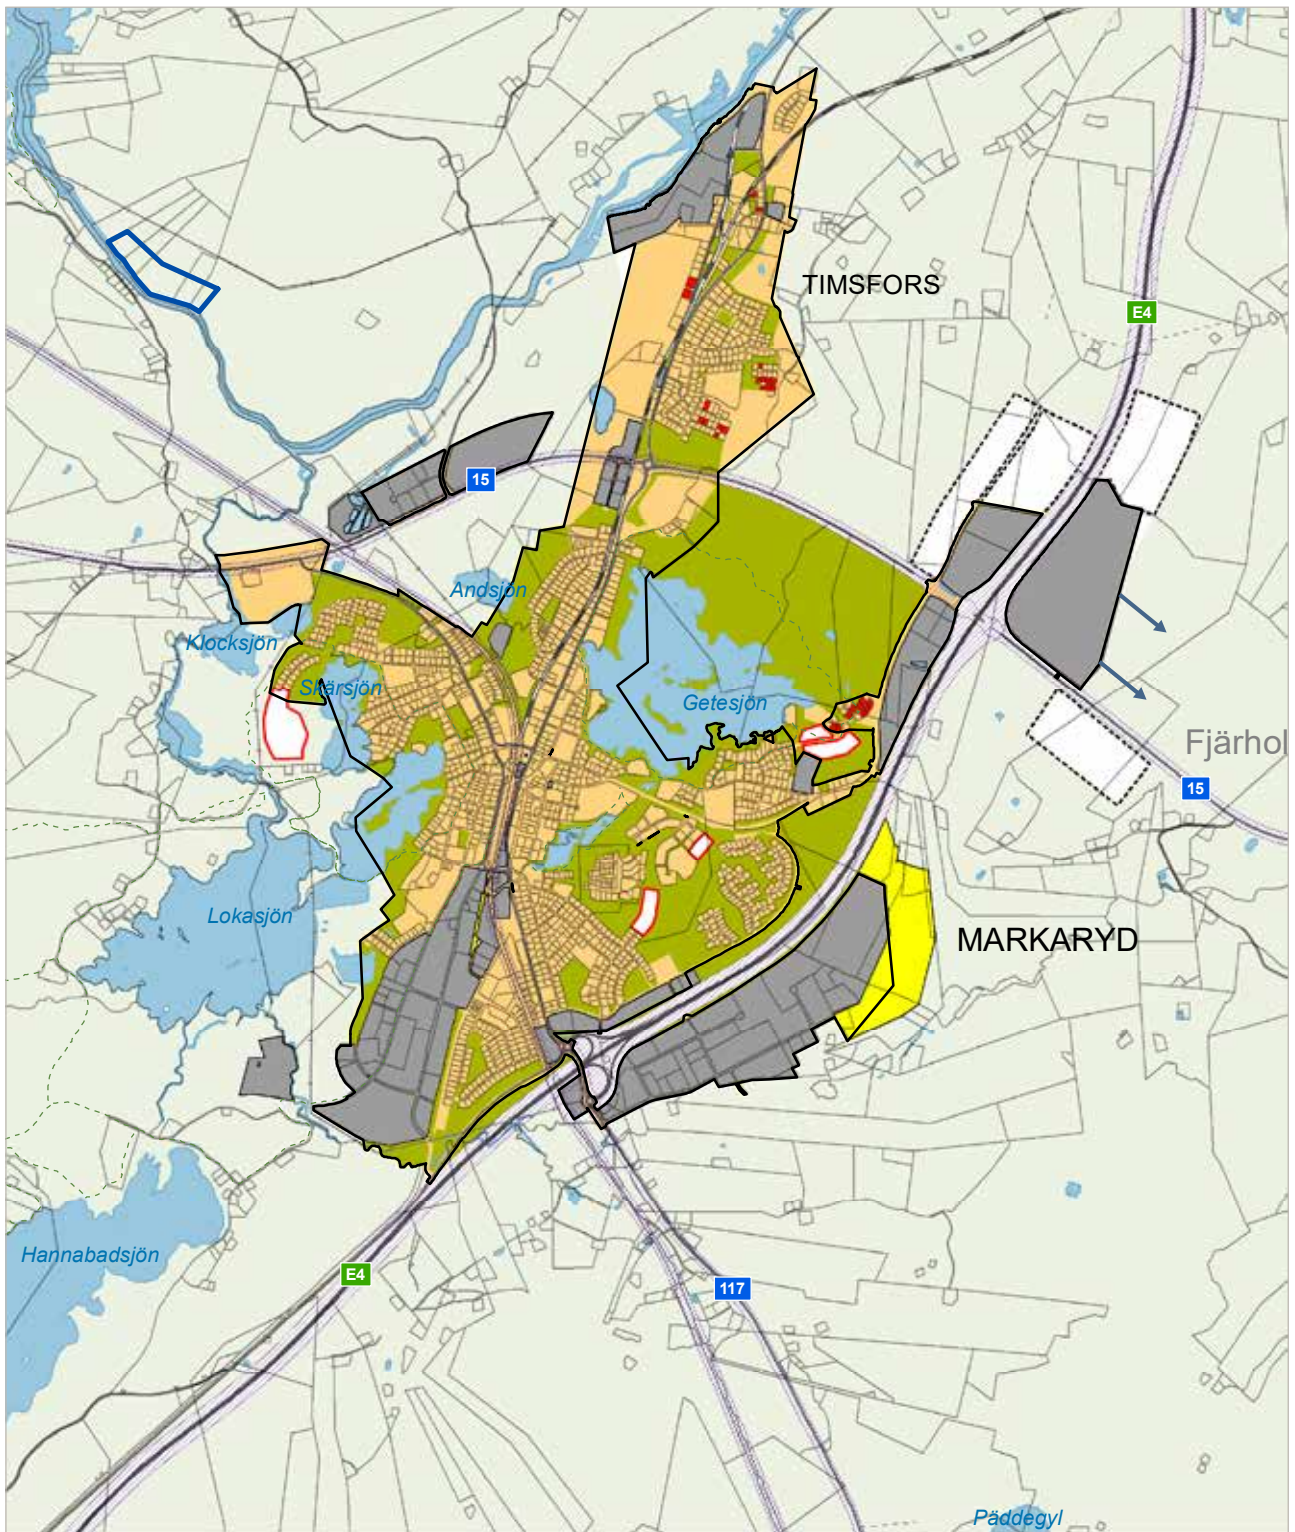 TIMSFORS
E4
15
Andsjön
Klocksjön
Skärsjön
Getesjön
Fjärhol
15
Lokasjön
MARKARYD
Hannabadsjön
E4
117
Päddegyl